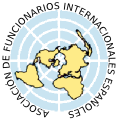 ASOCIACIÓN DE FUNCIONARIOS INTERNACIONALES ESPAÑOLES